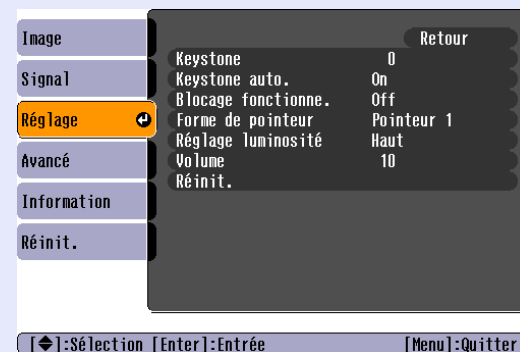 Image
Signal
Réglage
Avancé
Information
Réinit.
Retour
Keystone 0
Keystone auto. On
Blocage fonctionne. Off
Forme de pointeur Pointeur 1
Réglage luminosité Haut
Volume 10
Réinit.
[◆]:Sélection [Enter]:Entrée [Menu]:Quitter